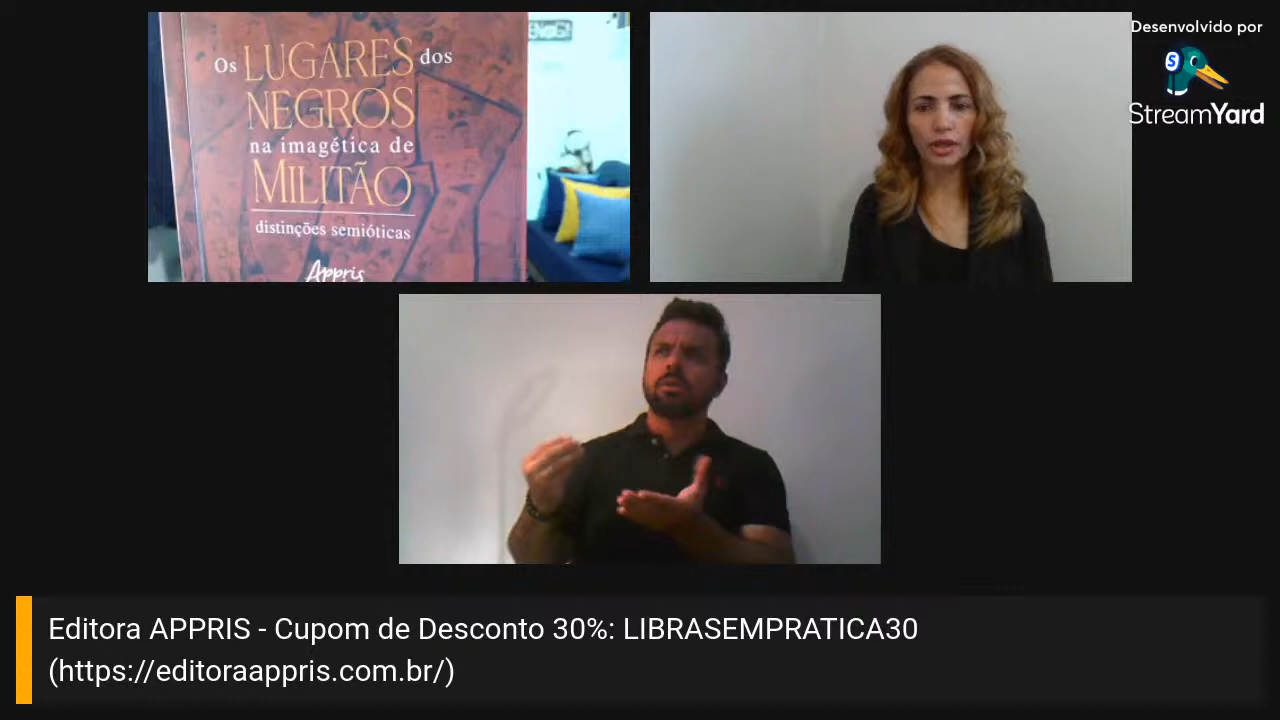 Os LUGARES dos
NEGROS
na imagética de
MILITÃO
distinções semióticas
Appris
Desenvolvido por
StreamYard
Editora APPRIS - Cupom de Desconto 30%: LIBRASEMPRATICA30
(https://editoraappris.com.br/)